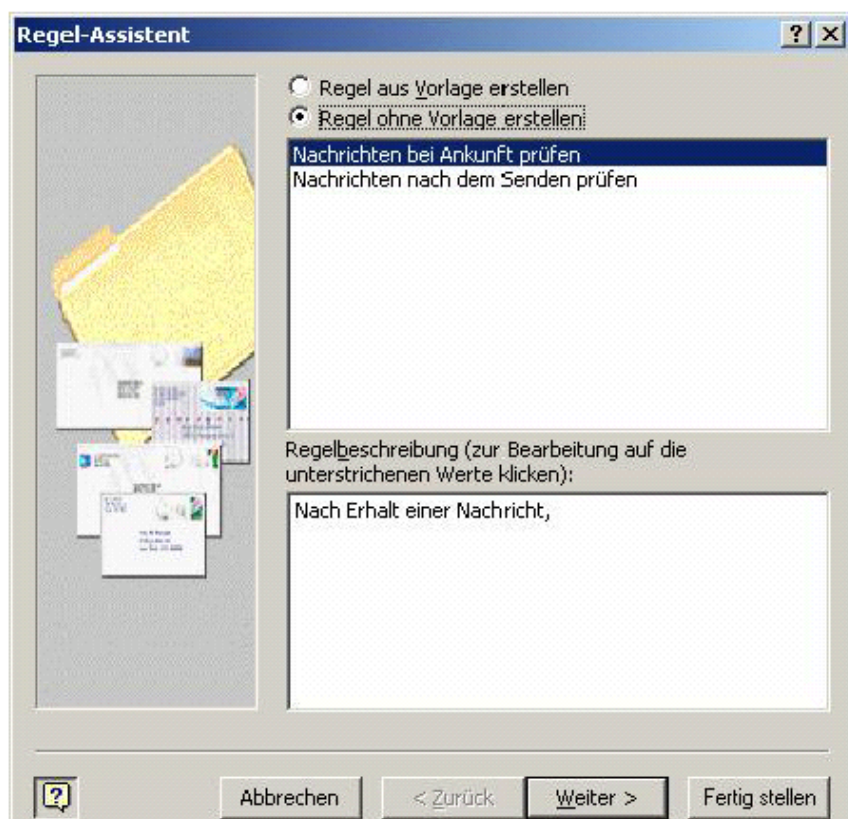 Regel-Assistent
Regel aus Vorlage erstellen
Regel ohne Vorlage erstellen
Nachrichten bei Ankunft prüfen
Nachrichten nach dem Senden prüfen
Regelbeschreibung (zur Bearbeitung auf die
unterstrichenen Werte klicken):
Nach Erhalt einer Nachricht,
Abbrechen
< Zurück
Weiter >
Fertig stellen